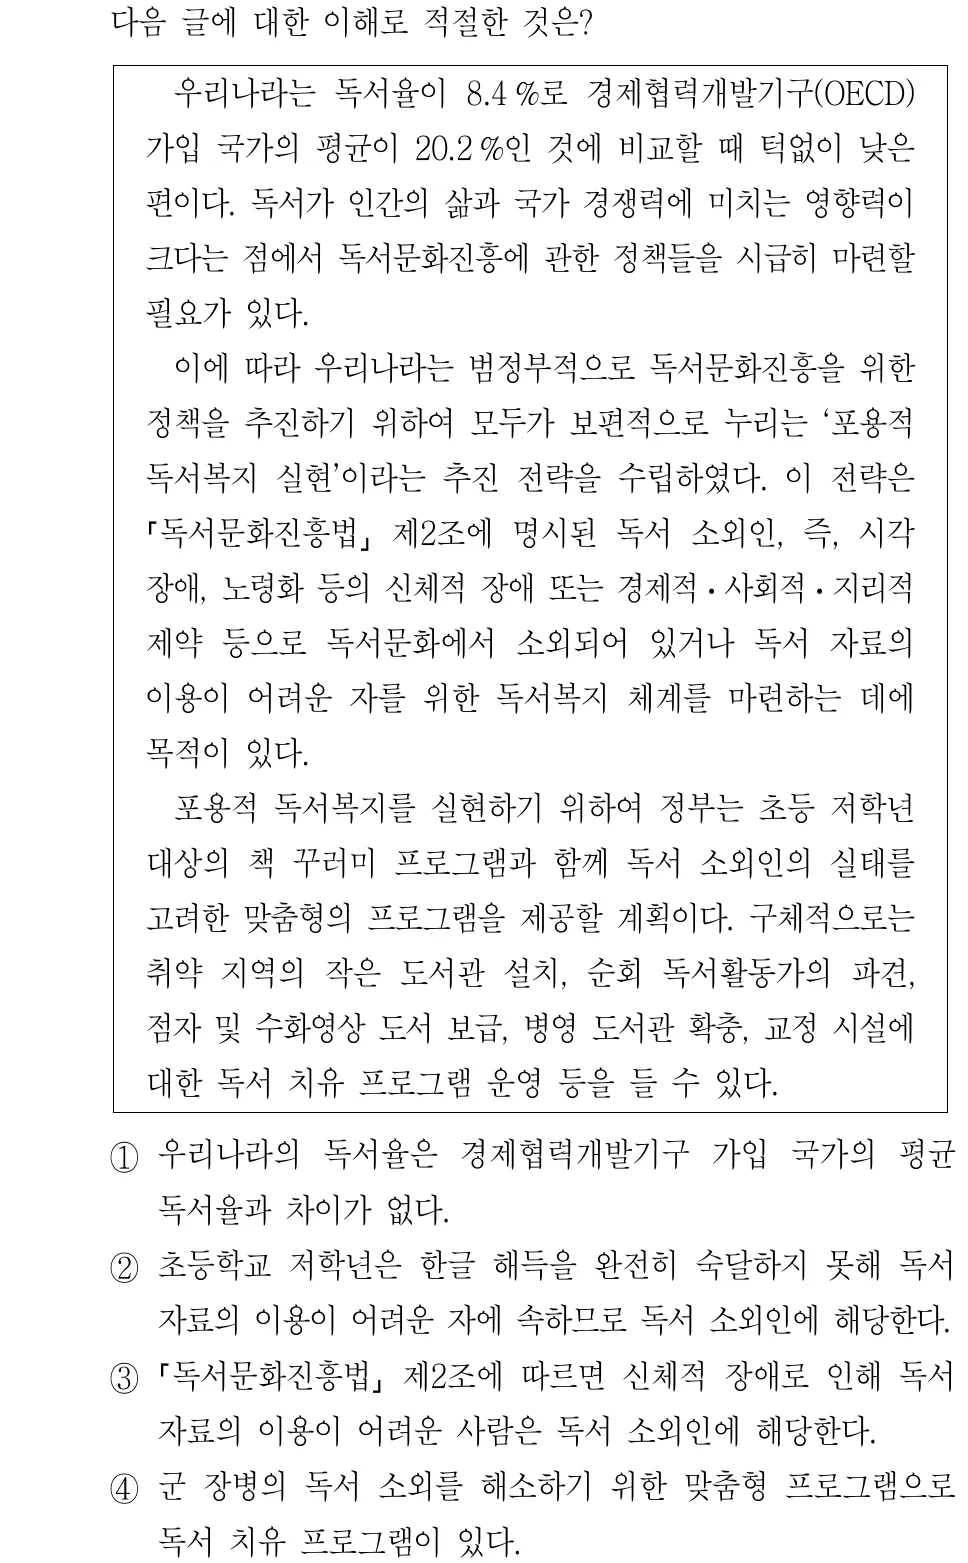 다음 글에 대한 이해로 적절한 것은?
우리나라는 독서율이 8.4 %로 경제협력개발기구(OECD)
가입 국가의 평균이 20.2 %인 것에 비교할 때 턱없이 낮은
편이다. 독서가 인간의 삶과 국가 경쟁력에 미치는 영향력이
크다는 점에서 독서문화진흥에 관한 정책들을 시급히 마련할
필요가 있다.
이에 따라 우리나라는 범정부적으로 독서문화진흥을 위한
정책을 추진하기 위하여 모두가 보편적으로 누리는 ‘포용적
독서복지 실현’이라는 추진 전략을 수립하였다. 이 전략은
「독서문화진흥법」 제2조에 명시된 독서 소외인, 즉, 시각
장애, 노령화 등의 신체적 장애 또는 경제적･사회적･지리적
제약 등으로 독서문화에서 소외되어 있거나 독서 자료의
이용이 어려운 자를 위한 독서복지 체계를 마련하는 데에
목적이 있다.
포용적 독서복지를 실현하기 위하여 정부는 초등 저학년
대상의 책 꾸러미 프로그램과 함께 독서 소외인의 실태를
고려한 맞춤형의 프로그램을 제공할 계획이다. 구체적으로는
취약 지역의 작은 도서관 설치, 순회 독서활동가의 파견,
점자 및 수화영상 도서 보급, 병영 도서관 확충, 교정 시설에
대한 독서 치유 프로그램 운영 등을 들 수 있다.
① 우리나라의 독서율은 경제협력개발기구 가입 국가의 평균
독서율과 차이가 없다.
② 초등학교 저학년은 한글 해득을 완전히 숙달하지 못해 독서
자료의 이용이 어려운 자에 속하므로 독서 소외인에 해당한다.
③ 「독서문화진흥법」 제2조에 따르면 신체적 장애로 인해 독서
자료의 이용이 어려운 사람은 독서 소외인에 해당한다.
④ 군 장병의 독서 소외를 해소하기 위한 맞춤형 프로그램으로
독서 치유 프로그램이 있다.